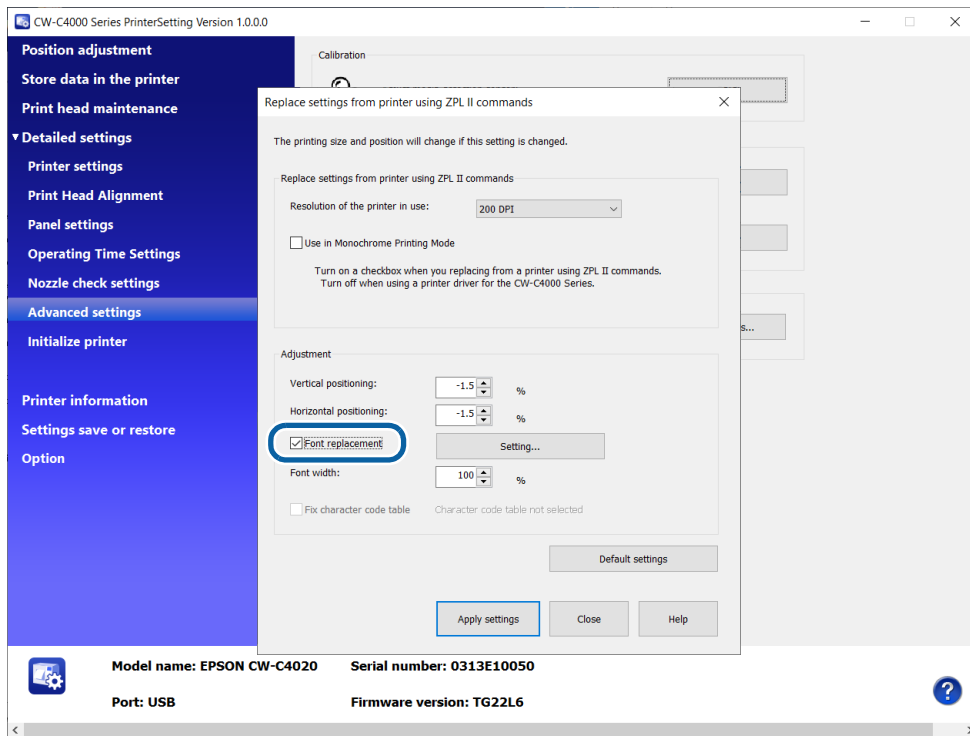 CW-C4000 Series PrinterSetting Version 1.0.0.0
Position adjustment
Store data in the printer
Print head maintenance
Detailed settings
Printer settings
Print Head Alignment
Panel settings
Operating Time Settings
Nozzle check settings
Advanced settings
Initialize printer
Printer information
Settings save or restore
Option
Calibration
s...
Replace settings from printer using ZPL II commands
The printing size and position will change if this setting is changed.
Replace settings from printer using ZPL II commands
Resolution of the printer in use: 200 DPI
Use in Monochrome Printing Mode
Turn on a checkbox when you replacing from a printer using ZPL II commands.
Turn off when using a printer driver for the CW-C4000 Series.
Adjustment
Vertical positioning: -1.5 %
Horizontal positioning: -1.5 %
Font replacement Setting...
Font width: 100 %
Fix character code table Character code table not selected
Default settings
Apply settings Close Help
Model name: EPSON CW-C4020 Serial number: 0313E10050
Port: USB Firmware version: TG22L6
?